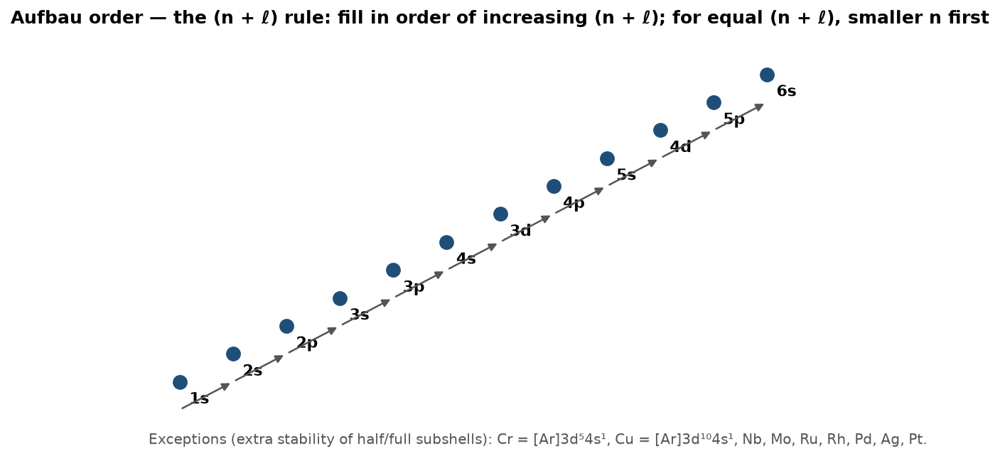 Aufbau order — the (n + ℓ) rule: fill in order of increasing (n + ℓ); for equal (n + ℓ), smaller n first
6s
5p
4d
5s
4p
3d
4s
3p
3s
2p
2s
1s
Exceptions (extra stability of half/full subshells): Cr = [Ar]3d⁵4s¹, Cu = [Ar]3d¹⁰4s¹, Nb, Mo, Ru, Rh, Pd, Ag, Pt.